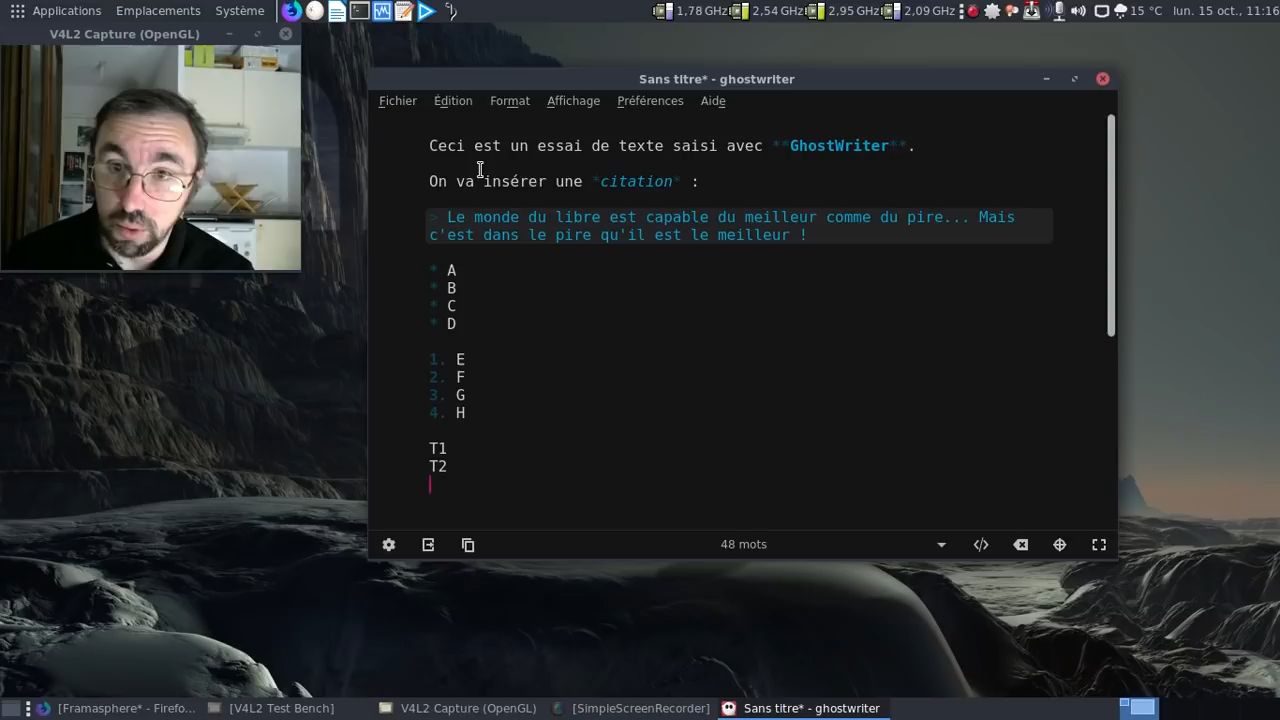 Applications Emplacements Système 1,78 GHz 2,54 GHz 2,95 GHz 2,09 GHz 15 °C lun. 15 oct., 11:16
V4L2 Capture (OpenGL)
Sans titre* - ghostwriter
Fichier Édition Format Affichage Préférences Aide
Ceci est un essai de texte saisi avec **GhostWriter**.
On va insérer une *citation* :
> Le monde du libre est capable du meilleur comme du pire... Mais
c'est dans le pire qu'il est le meilleur !
* A
* B
* C
* D
1. E
2. F
3. G
4. H
T1
T2
48 mots
[Framasphere* - Firefo... [V4L2 Test Bench] V4L2 Capture (OpenGL) [SimpleScreenRecorder] Sans titre* - ghostwriter